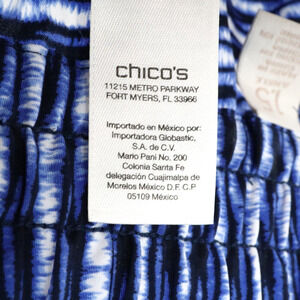 chico's
11215 METRO PARKWAY
FORT MYERS, FL 33966
Importado en México por:
Importadora Globastic,
S.A. de C.V.
Mario Pani No. 200
Colonia Santa Fe
delegación Cuajimalpa de
Morelos México D.F. C.P.
05109 México